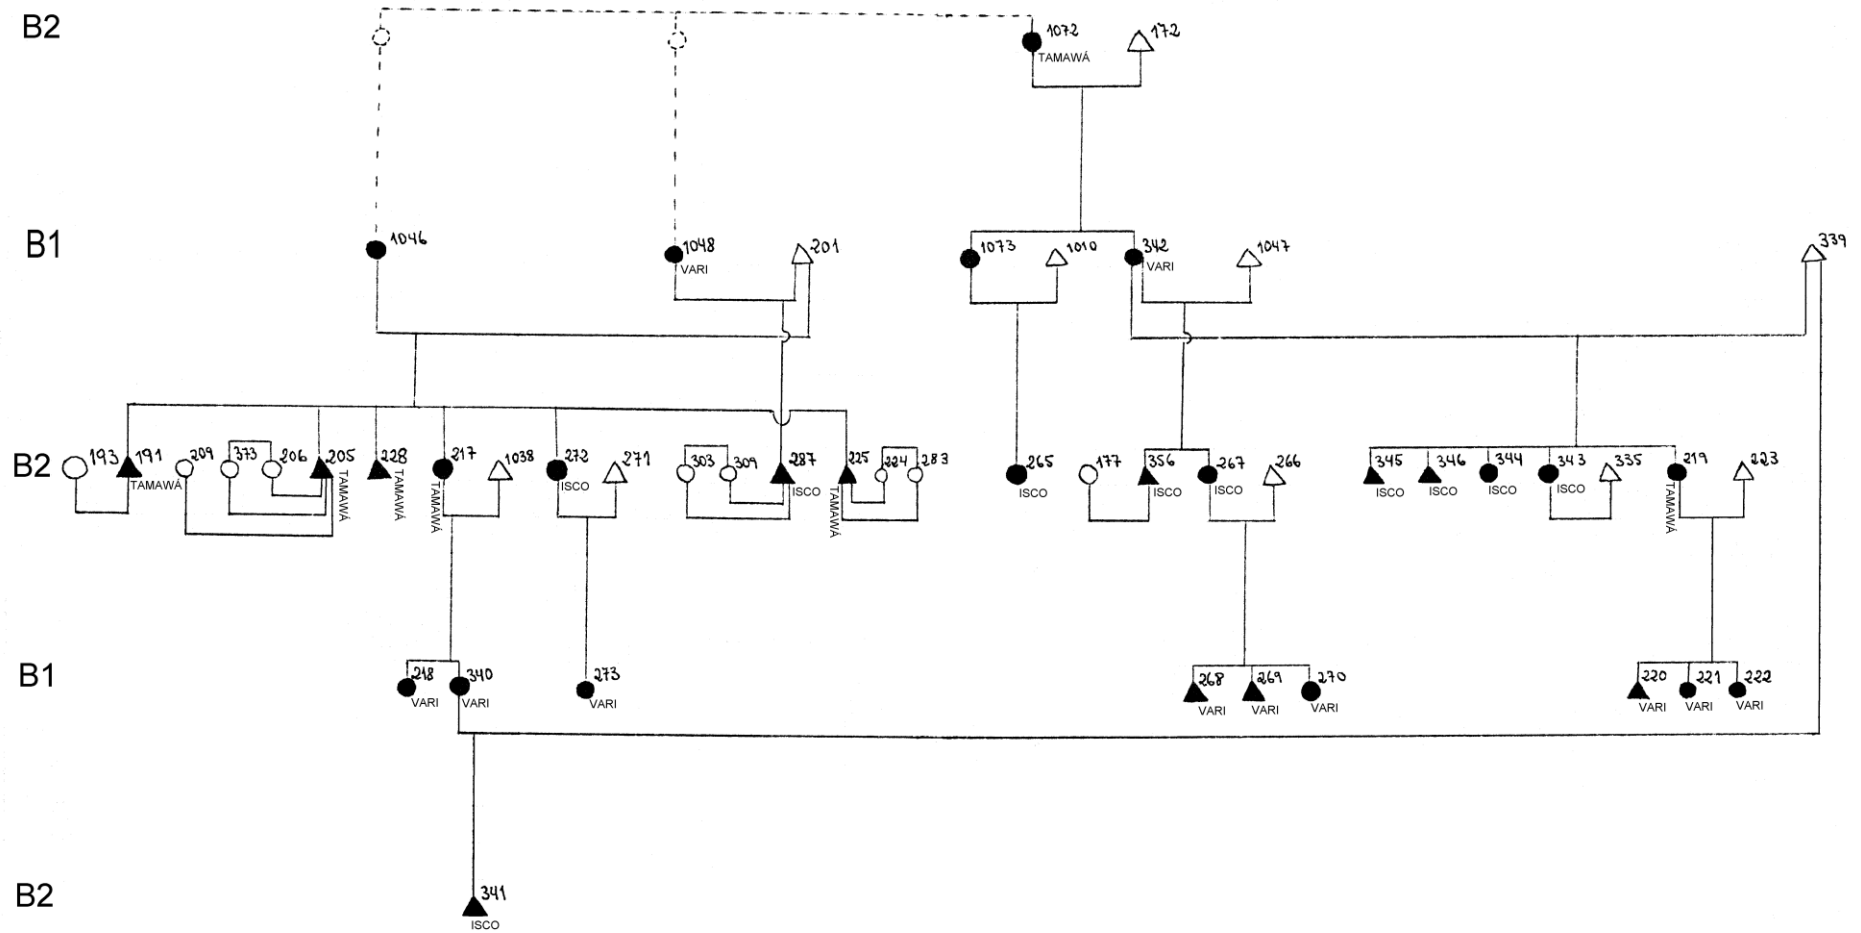 B2
1072
172
TAMAWÁ
B1
1046
1048
201
1073
1010
342
1047
339
VARI
VARI
B2
193
191
209
373
206
205
228
217
1038
272
271
303
309
287
225
224
283
265
177
356
267
266
345
346
344
343
335
219
223
TAMAWÁ
TAMAWÁ
TAMAWÁ
TAMAWÁ
ISCO
ISCO
TAMAWÁ
ISCO
ISCO
ISCO
ISCO
ISCO
ISCO
ISCO
TAMAWÁ
B1
218
340
273
268
269
270
220
221
222
VARI
VARI
VARI
VARI
VARI
VARI
VARI
VARI
VARI
B2
341
ISCO